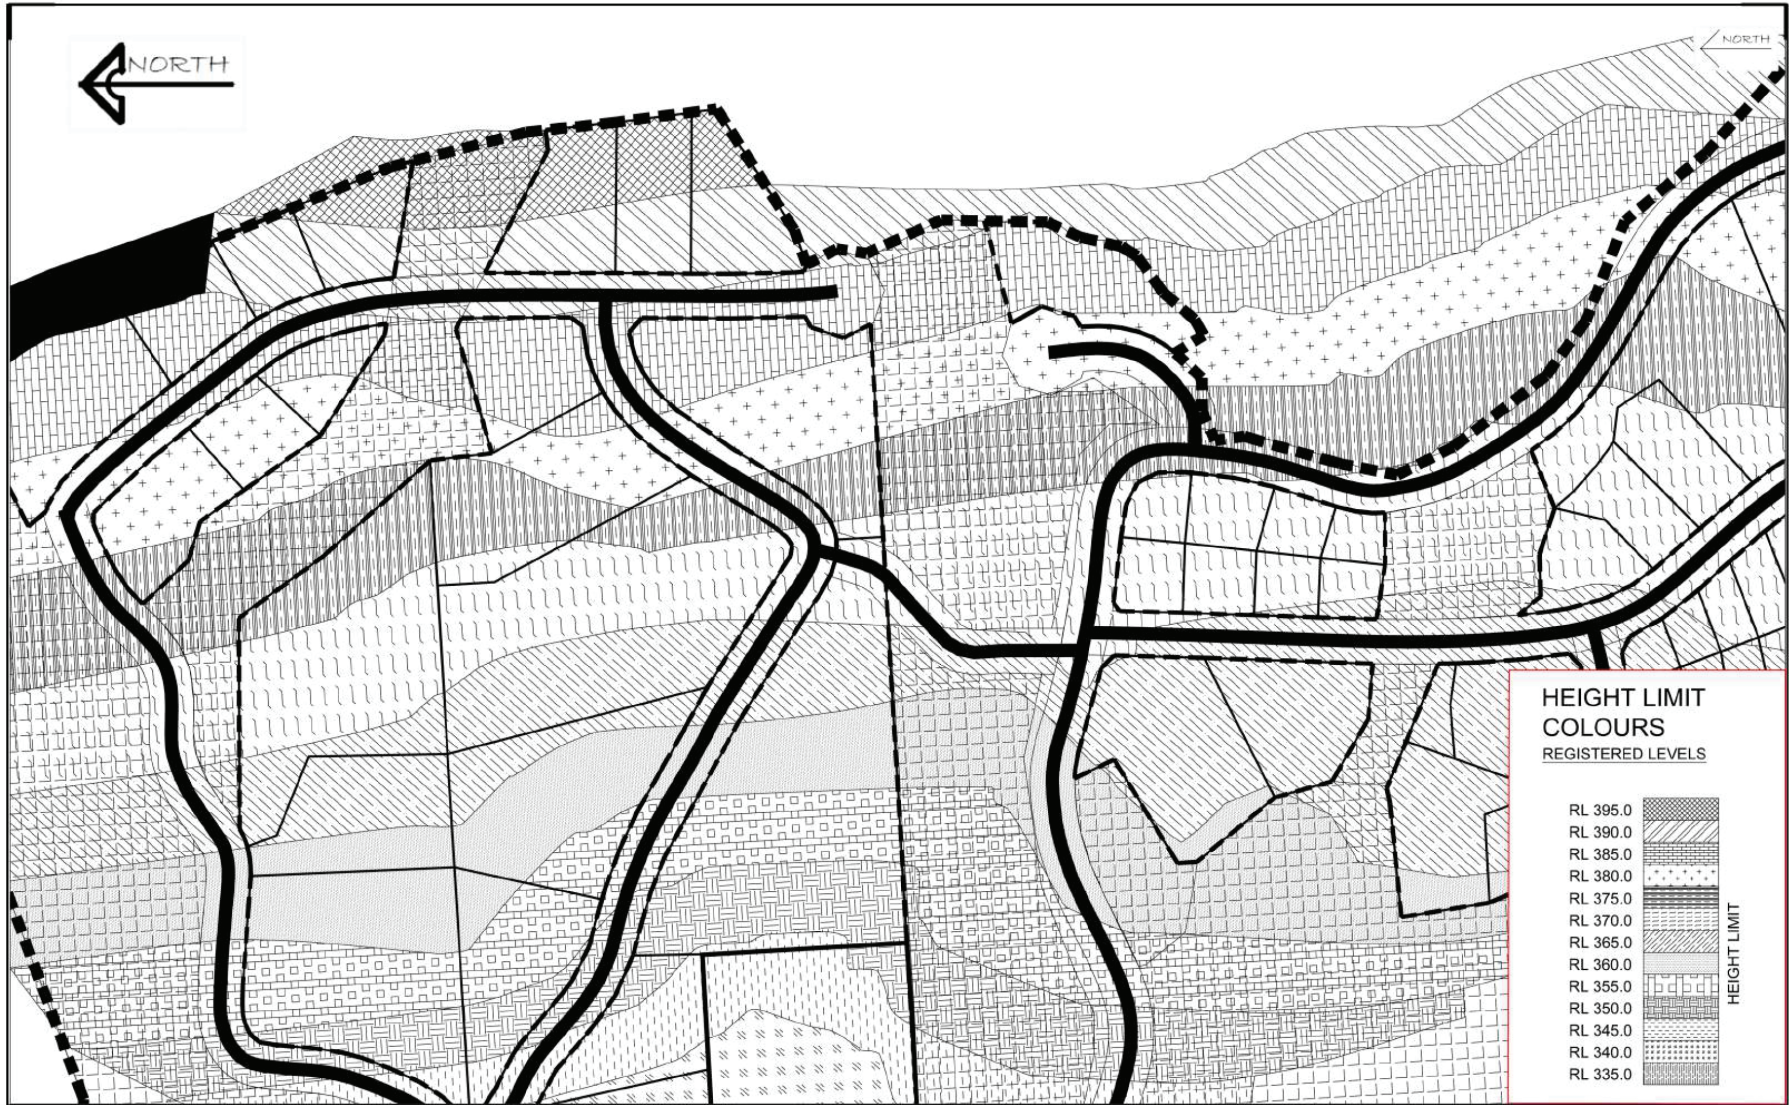 NORTH
NORTH
HEIGHT LIMIT
COLOURS
REGISTERED LEVELS
RL 395.0
RL 390.0
RL 385.0
RL 380.0
RL 375.0
RL 370.0
RL 365.0
RL 360.0
RL 355.0
RL 350.0
RL 345.0
RL 340.0
RL 335.0
HEIGHT LIMIT